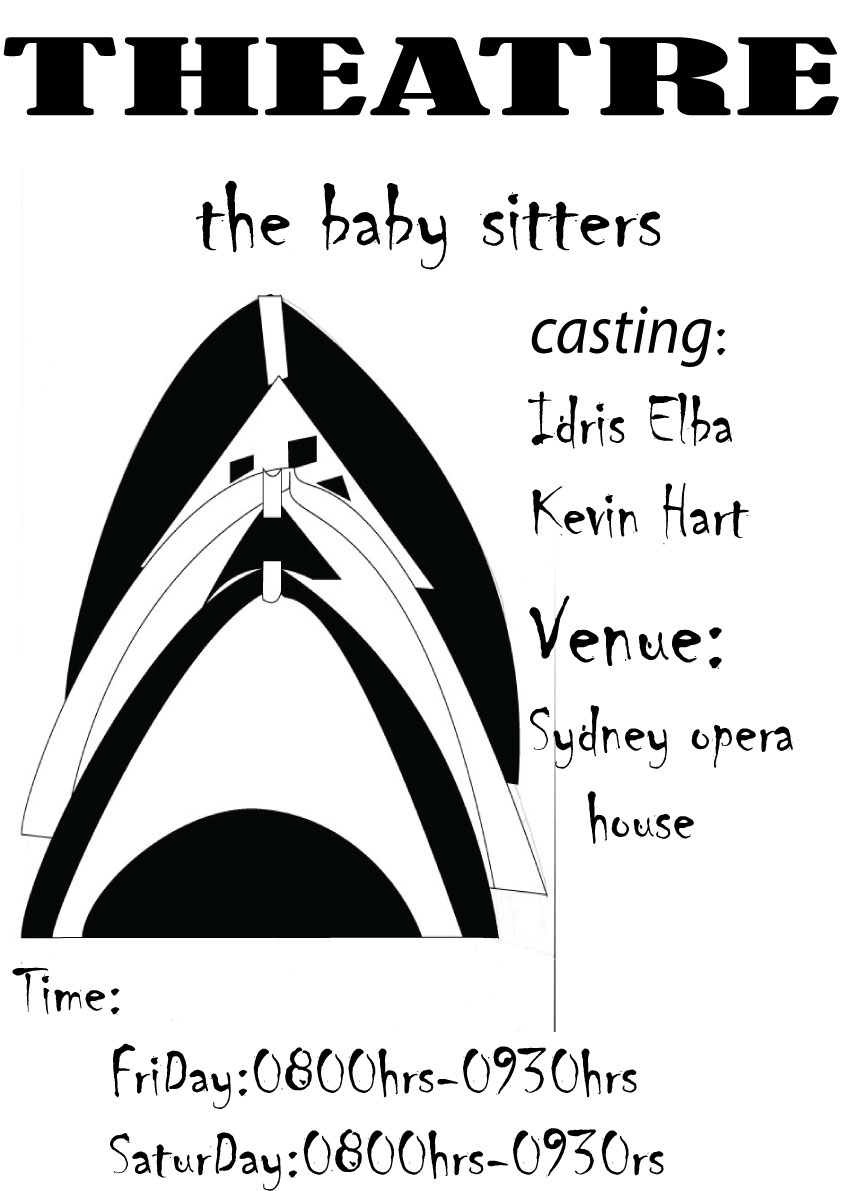 THEATRE
the baby sitters
casting:
Idris Elba
Kevin Hart
Venue:
Sydney opera
house
Time:
FriDay:0800hrs-0930hrs
SaturDay:0800hrs-0930rs